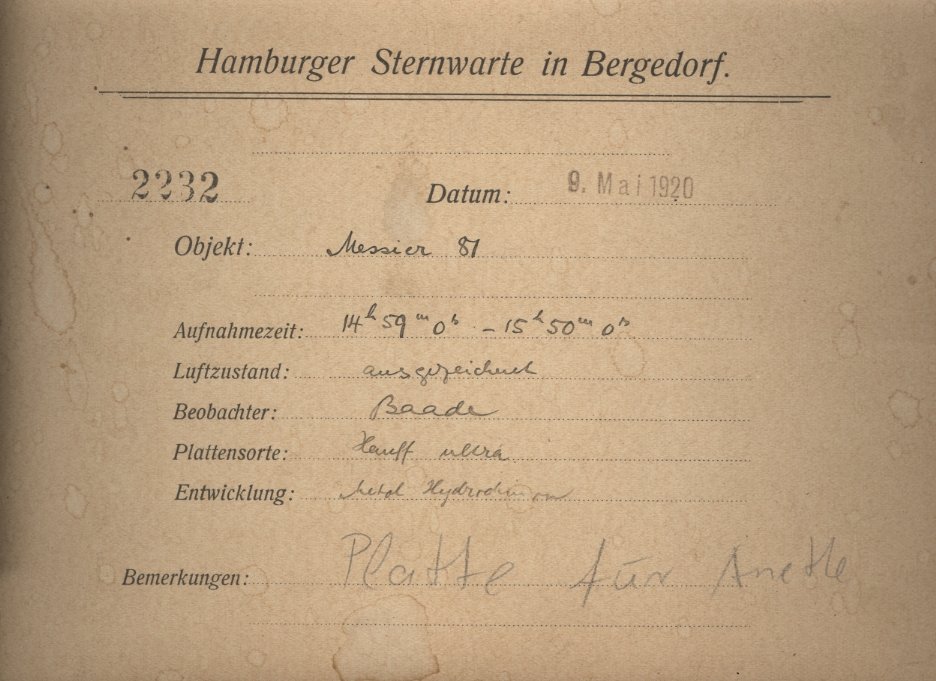 Hamburger Sternwarte in Bergedorf.
2232 Datum: 9. Mai 1920
Objekt: Messier 81
Aufnahmezeit: 14ʰ 59ᵐ 0ˢ – 15ʰ 50ᵐ 0ˢ
Luftzustand: ausgezeichnet
Beobachter: Baade
Plattensorte: Hauff ultra
Entwicklung: Metol Hydrochinon
Bemerkungen: Platte für Anette